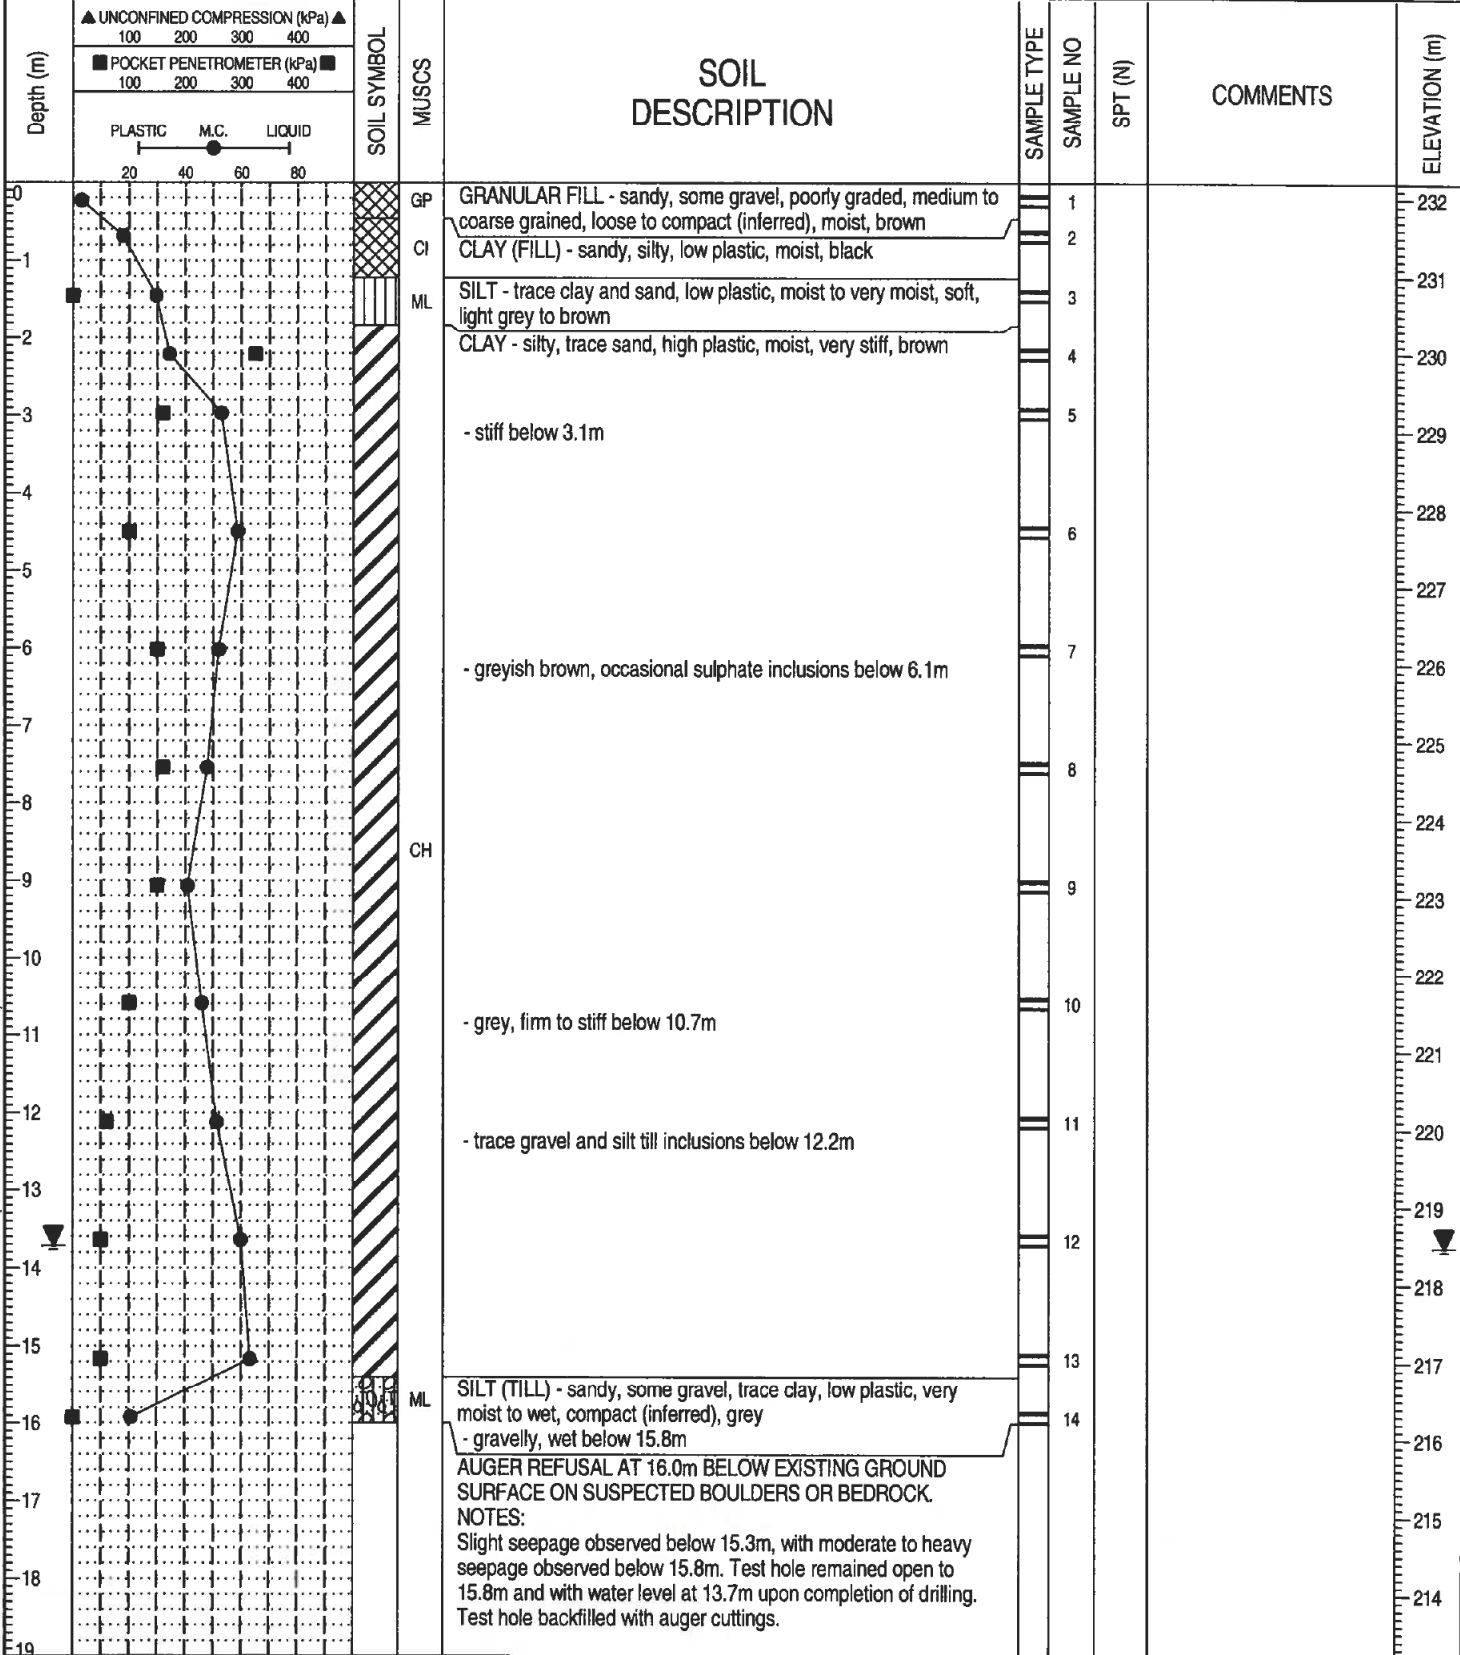 ▲ UNCONFINED COMPRESSION (kPa) ▲
100 200 300 400
■ POCKET PENETROMETER (kPa) ■
100 200 300 400
PLASTIC M.C. LIQUID
20 40 60 80
Depth (m)
SOIL SYMBOL
MUSCS
SOIL
DESCRIPTION
SAMPLE TYPE
SAMPLE NO
SPT (N)
COMMENTS
ELEVATION (m)
0
1
2
3
4
5
6
7
8
9
10
11
12
13
14
15
16
17
18
19
GP
CI
ML
CH
ML
GRANULAR FILL - sandy, some gravel, poorly graded, medium to
coarse grained, loose to compact (inferred), moist, brown
CLAY (FILL) - sandy, silty, low plastic, moist, black
SILT - trace clay and sand, low plastic, moist to very moist, soft,
light grey to brown
CLAY - silty, trace sand, high plastic, moist, very stiff, brown
- stiff below 3.1m
- greyish brown, occasional sulphate inclusions below 6.1m
- grey, firm to stiff below 10.7m
- trace gravel and silt till inclusions below 12.2m
SILT (TILL) - sandy, some gravel, trace clay, low plastic, very
moist to wet, compact (inferred), grey
- gravelly, wet below 15.8m
AUGER REFUSAL AT 16.0m BELOW EXISTING GROUND
SURFACE ON SUSPECTED BOULDERS OR BEDROCK.
NOTES:
Slight seepage observed below 15.3m, with moderate to heavy
seepage observed below 15.8m. Test hole remained open to
15.8m and with water level at 13.7m upon completion of drilling.
Test hole backfilled with auger cuttings.
1
2
3
4
5
6
7
8
9
10
11
12
13
14
232
231
230
229
228
227
226
225
224
223
222
221
220
219
218
217
216
215
214